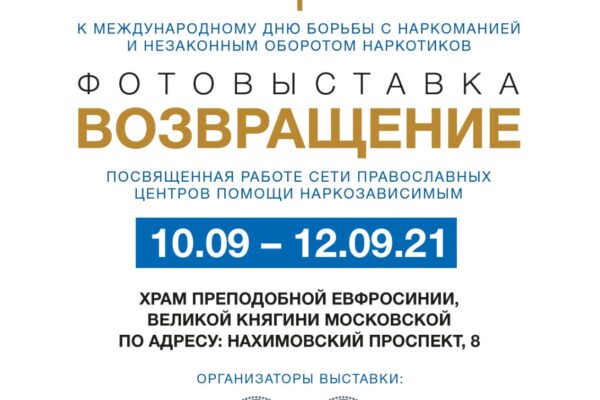 К МЕЖДУНАРОДНОМУ ДНЮ БОРЬБЫ С НАРКОМАНИЕЙ
И НЕЗАКОННЫМ ОБОРОТОМ НАРКОТИКОВ
ФОТОВЫСТАВКА
ВОЗВРАЩЕНИЕ
ПОСВЯЩЕННАЯ РАБОТЕ СЕТИ ПРАВОСЛАВНЫХ
ЦЕНТРОВ ПОМОЩИ НАРКОЗАВИСИМЫМ
10.09 – 12.09.21
ХРАМ ПРЕПОДОБНОЙ ЕВФРОСИНИИ,
ВЕЛИКОЙ КНЯГИНИ МОСКОВСКОЙ
ПО АДРЕСУ: НАХИМОВСКИЙ ПРОСПЕКТ, 8
ОРГАНИЗАТОРЫ ВЫСТАВКИ: